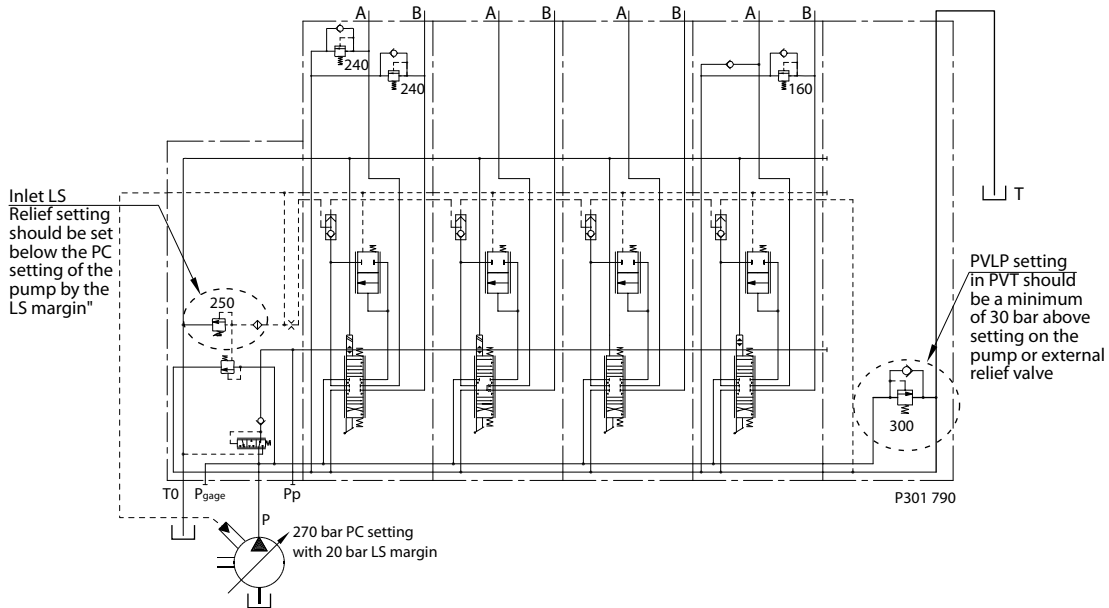 A B A B A B A B
240
240
160
T
Inlet LS
Relief setting
should be set
below the PC
setting of the
pump by the
LS margin"
250
PVLP setting
in PVT should
be a minimum
of 30 bar above
setting on the
pump or external
relief valve
300
T0 Pgage Pp
P301 790
P
270 bar PC setting
with 20 bar LS margin